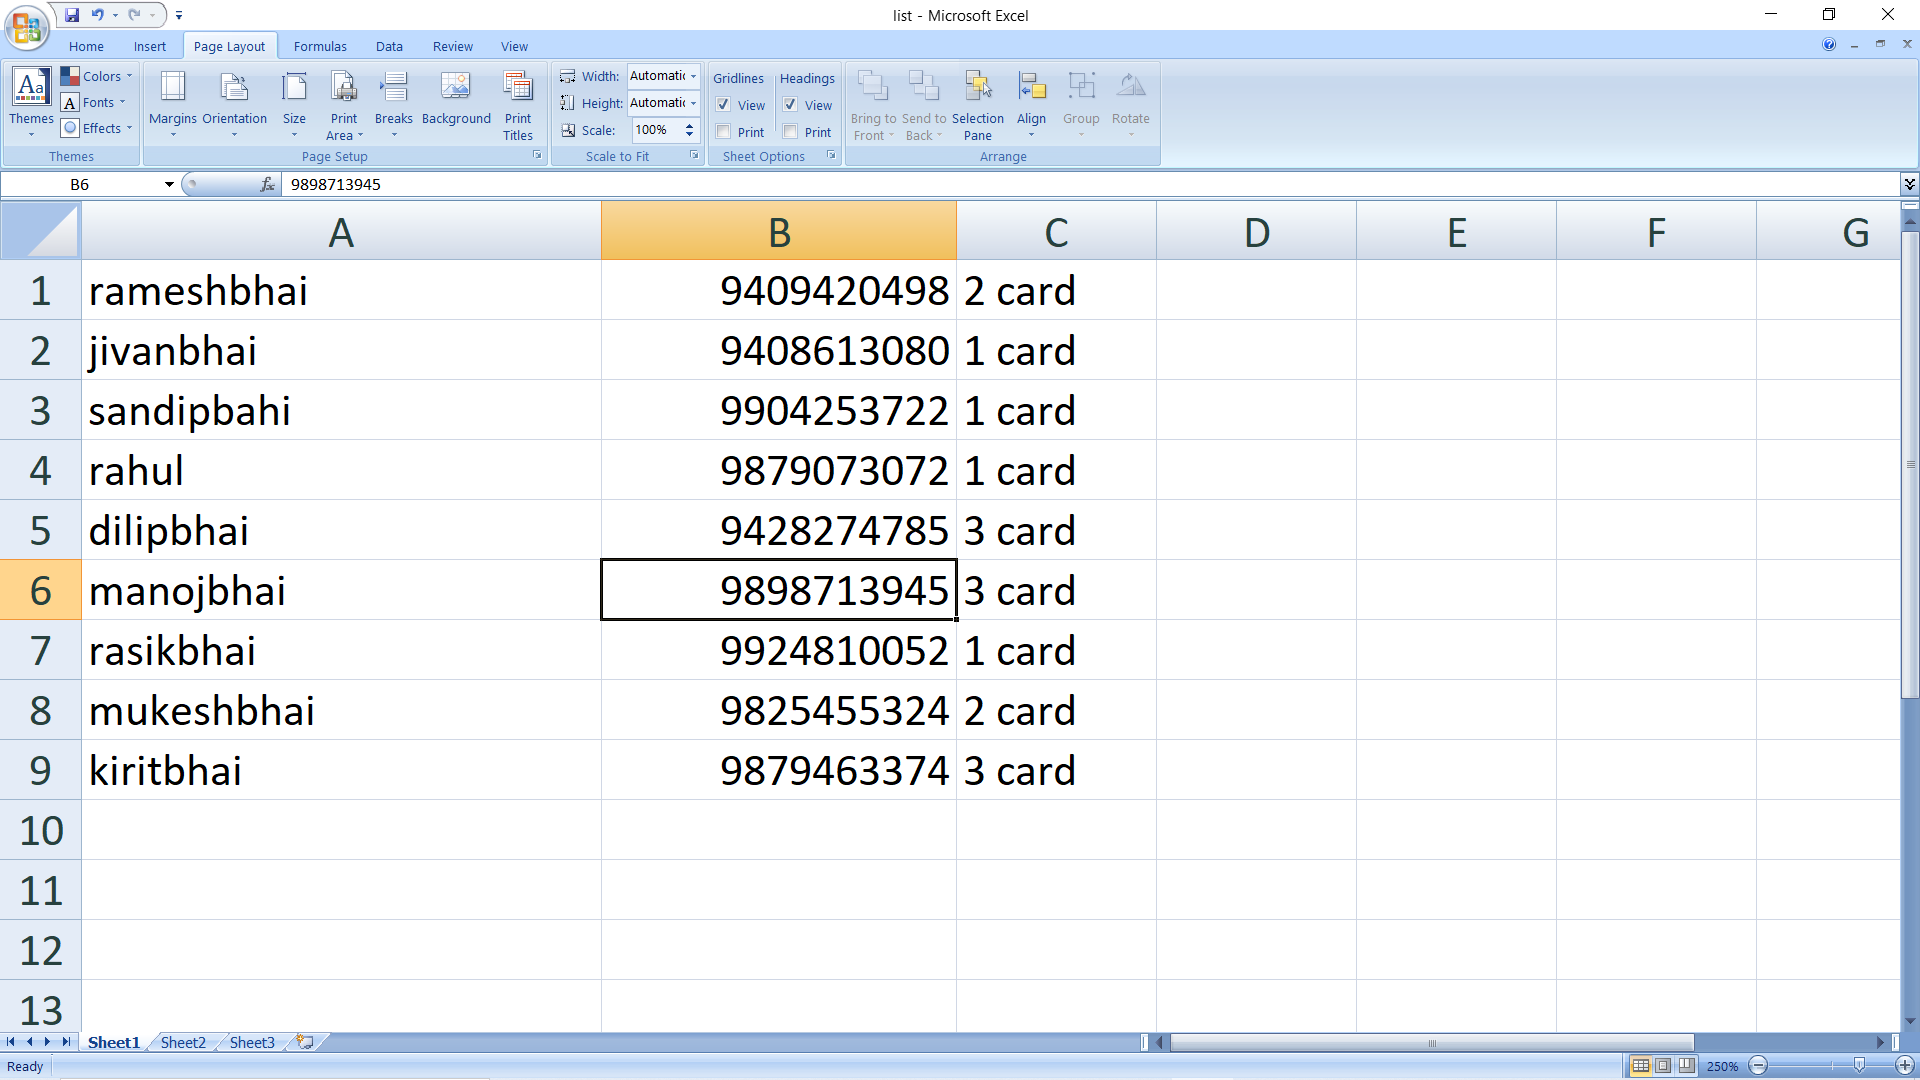 list - Microsoft Excel
Home Insert Page Layout Formulas Data Review View
Aa Themes
Colors
Fonts
Effects
Themes
Margins Orientation Size Print Area Breaks Background Print Titles
Page Setup
Width: Automatic
Height: Automatic
Scale: 100%
Scale to Fit
Gridlines Headings
View View
Print Print
Sheet Options
Bring to Front Send to Back Selection Pane Align Group Rotate
Arrange
B6 fx 9898713945
A B C D E F G
1 rameshbhai 9409420498 2 card
2 jivanbhai 9408613080 1 card
3 sandipbahi 9904253722 1 card
4 rahul 9879073072 1 card
5 dilipbhai 9428274785 3 card
6 manojbhai 9898713945 3 card
7 rasikbhai 9924810052 1 card
8 mukeshbhai 9825455324 2 card
9 kiritbhai 9879463374 3 card
10
11
12
13
Sheet1 Sheet2 Sheet3
Ready 250%